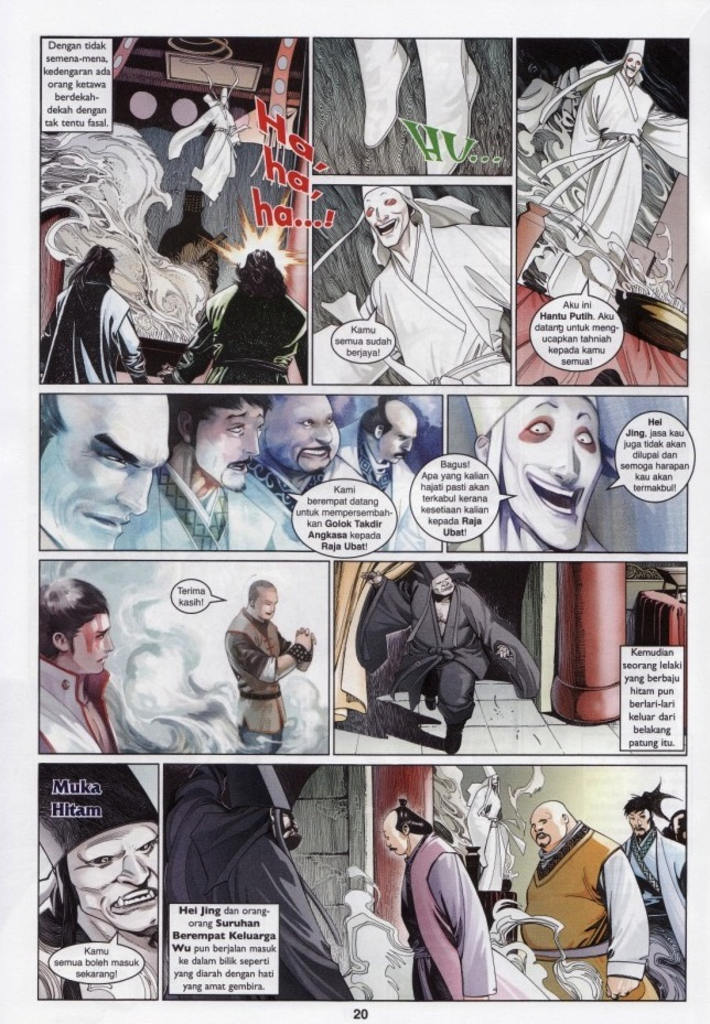 Dengan tidak
semena-mena,
kedengaran ada
orang ketawa
berdekah-
dekah dengan
tak tentu fasal.
Ha,
ha,
ha...!
HU...
Kamu
semua sudah
berjaya!
Aku ini
Hantu Putih. Aku
datang untuk meng-
ucapkan tahniah
kepada kamu
semua!
Kami
berempat datang
untuk mempersembah-
kan Golok Takdir
Angkasa kepada
Raja Ubat!
Bagus!
Apa yang kalian
hajati pasti akan
terkabul kerana
kesetiaan kalian
kepada Raja
Ubat!
Hei
Jing, jasa kau
juga tidak akan
dilupai dan
semoga harapan
kau akan
termakbul!
Terima
kasih!
Kemudian
seorang lelaki
yang berbaju
hitam pun
berlari-lari
keluar dari
belakang
patung itu.
Muka
Hitam
Kamu
semua boleh masuk
sekarang!
Hei Jing dan orang-
orang Suruhan
Berempat Keluarga
Wu pun berjalan masuk
ke dalam bilik seperti
yang diarah dengan hati
yang amat gembira.
20